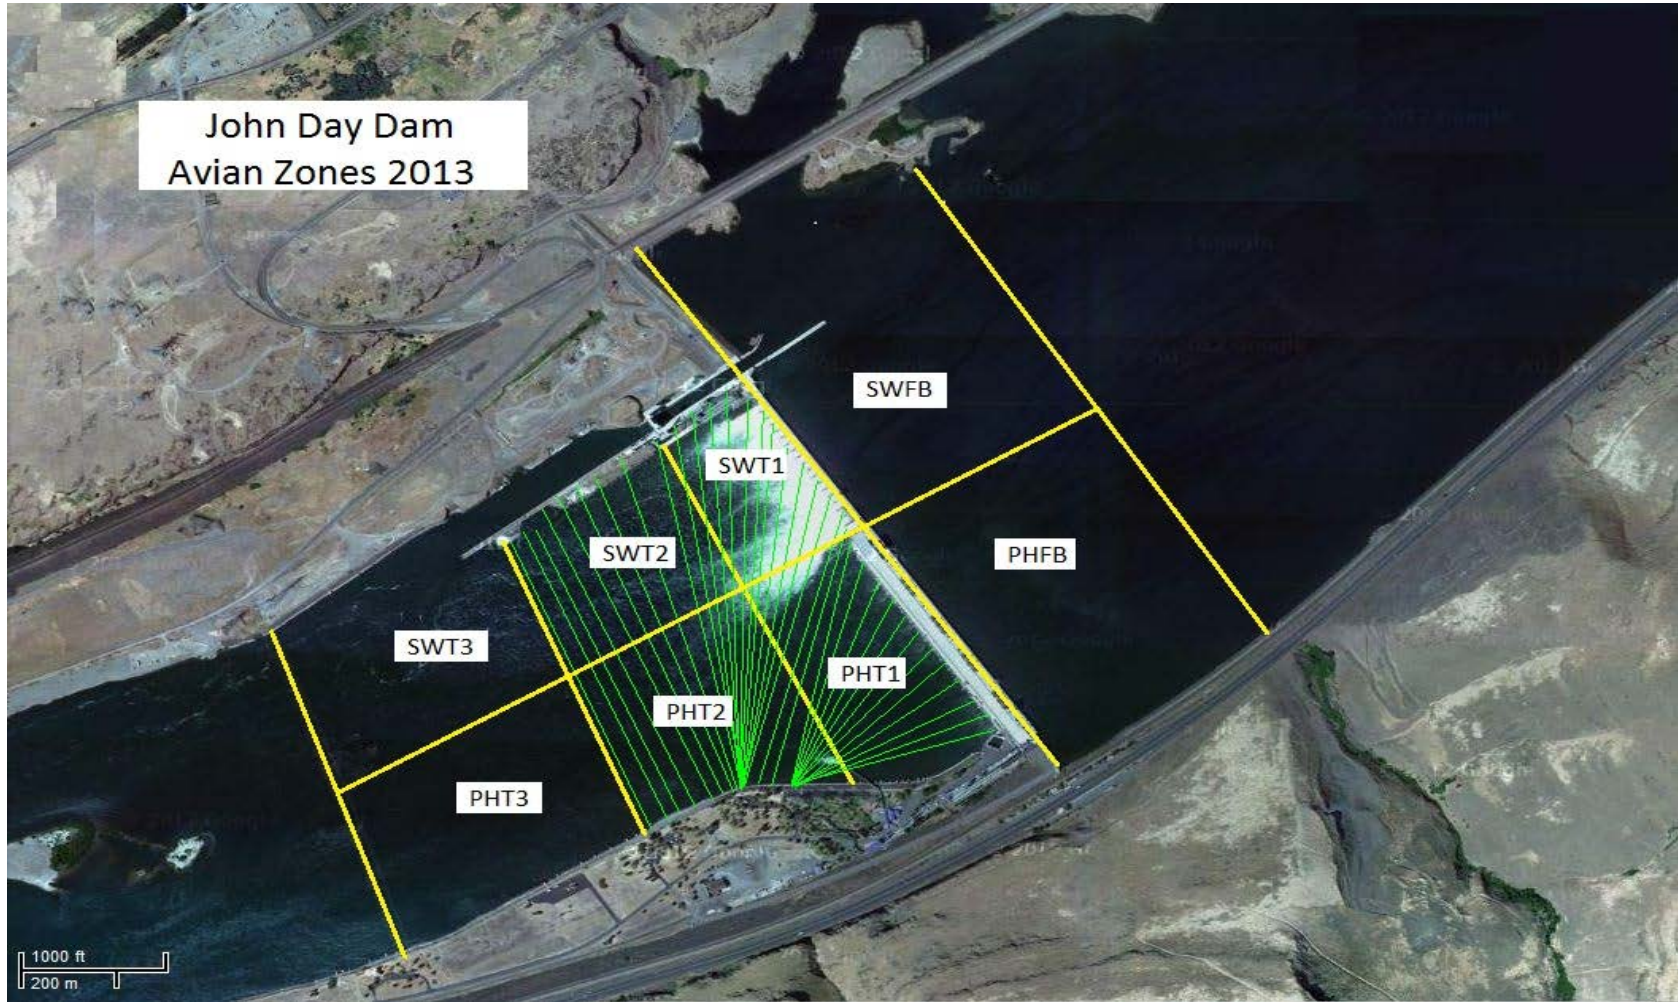 John Day Dam
Avian Zones 2013
SWFB
SWT1
SWT2
PHFB
SWT3
PHT1
PHT2
PHT3
1000 ft
200 m